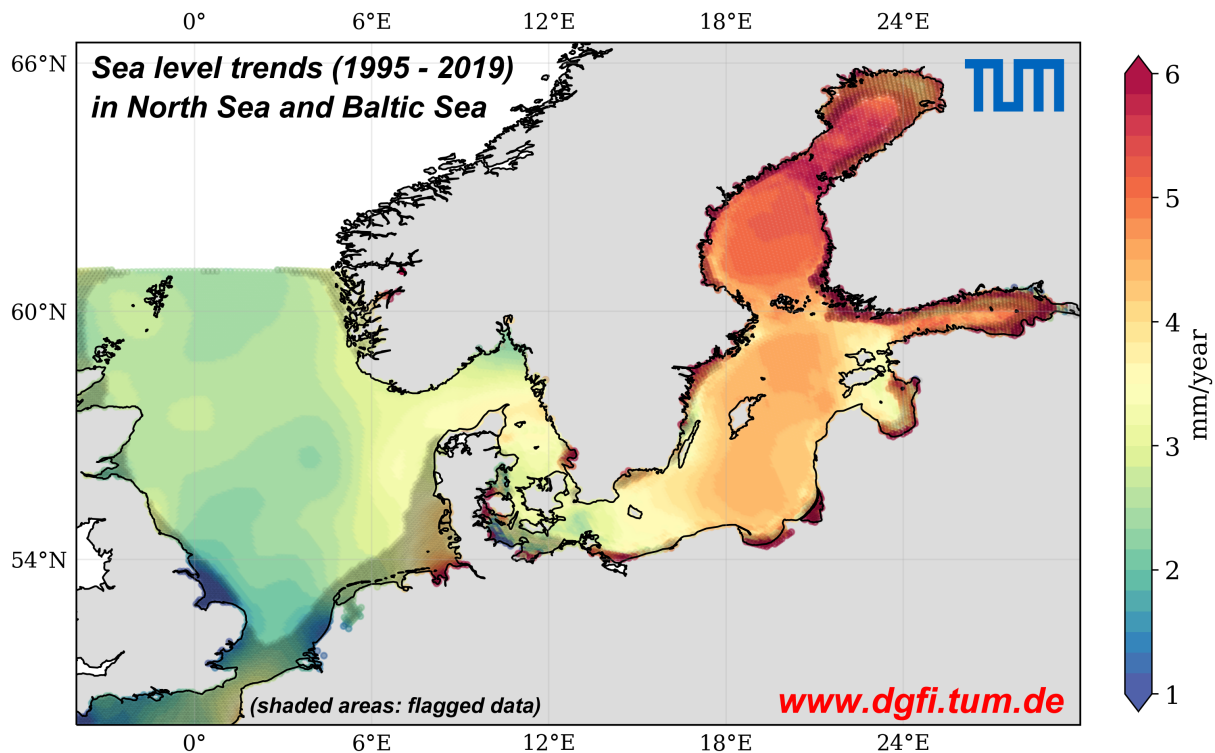 0° 6°E 12°E 18°E 24°E
Sea level trends (1995 - 2019)
in North Sea and Baltic Sea
TUM
66°N
60°N
54°N
6
5
4
3
2
1
mm/year
(shaded areas: flagged data)
www.dgfi.tum.de
0° 6°E 12°E 18°E 24°E